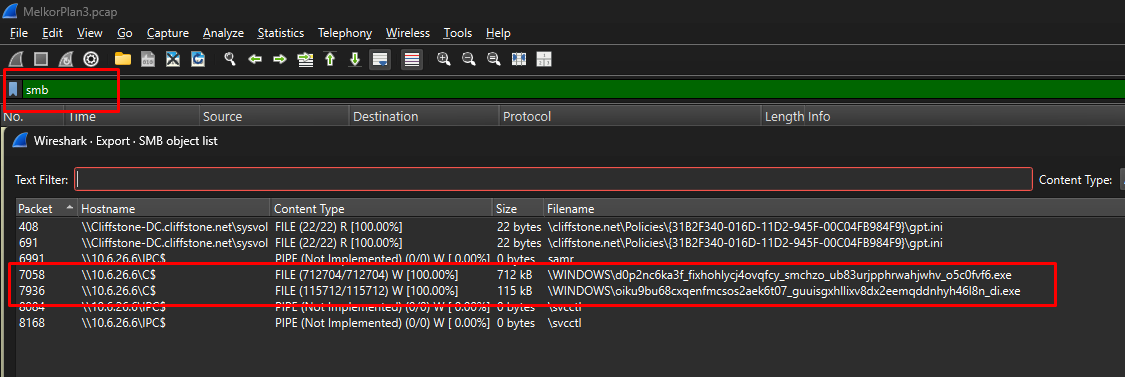 MelkorPlan3.pcap
File Edit View Go Capture Analyze Statistics Telephony Wireless Tools Help
smb
No. Time Source Destination Protocol Length Info
Wireshark · Export · SMB object list
Text Filter: Content Type:
Packet Hostname Content Type Size Filename
408 \\Cliffstone-DC.cliffstone.net\sysvol FILE (22/22) R [100.00%] 22 bytes \cliffstone.net\Policies\{31B2F340-016D-11D2-945F-00C04FB984F9}\gpt.ini
691 \\Cliffstone-DC.cliffstone.net\sysvol FILE (22/22) R [100.00%] 22 bytes \cliffstone.net\Policies\{31B2F340-016D-11D2-945F-00C04FB984F9}\gpt.ini
6991 \\10.6.26.6\IPC$ PIPE (Not Implemented) (0/0) W [ 0.00%] 0 bytes samr
7058 \\10.6.26.6\C$ FILE (712704/712704) W [100.00%] 712 kB \WINDOWS\d0p2nc6ka3f_fixhohlycj4ovqfcy_smchzo_ub83urjpphrwahjwhv_o5c0fvf6.exe
7936 \\10.6.26.6\C$ FILE (115712/115712) W [100.00%] 115 kB \WINDOWS\oiku9bu68cxqenfmcsos2aek6t07_guuisgxhllixv8dx2eemqddnhyh46l8n_di.exe
8084 \\10.6.26.6\IPC$ PIPE (Not Implemented) (0/0) W [ 0.00%] 0 bytes \svcctl
8168 \\10.6.26.6\IPC$ PIPE (Not Implemented) (0/0) W [ 0.00%] 0 bytes \svcctl